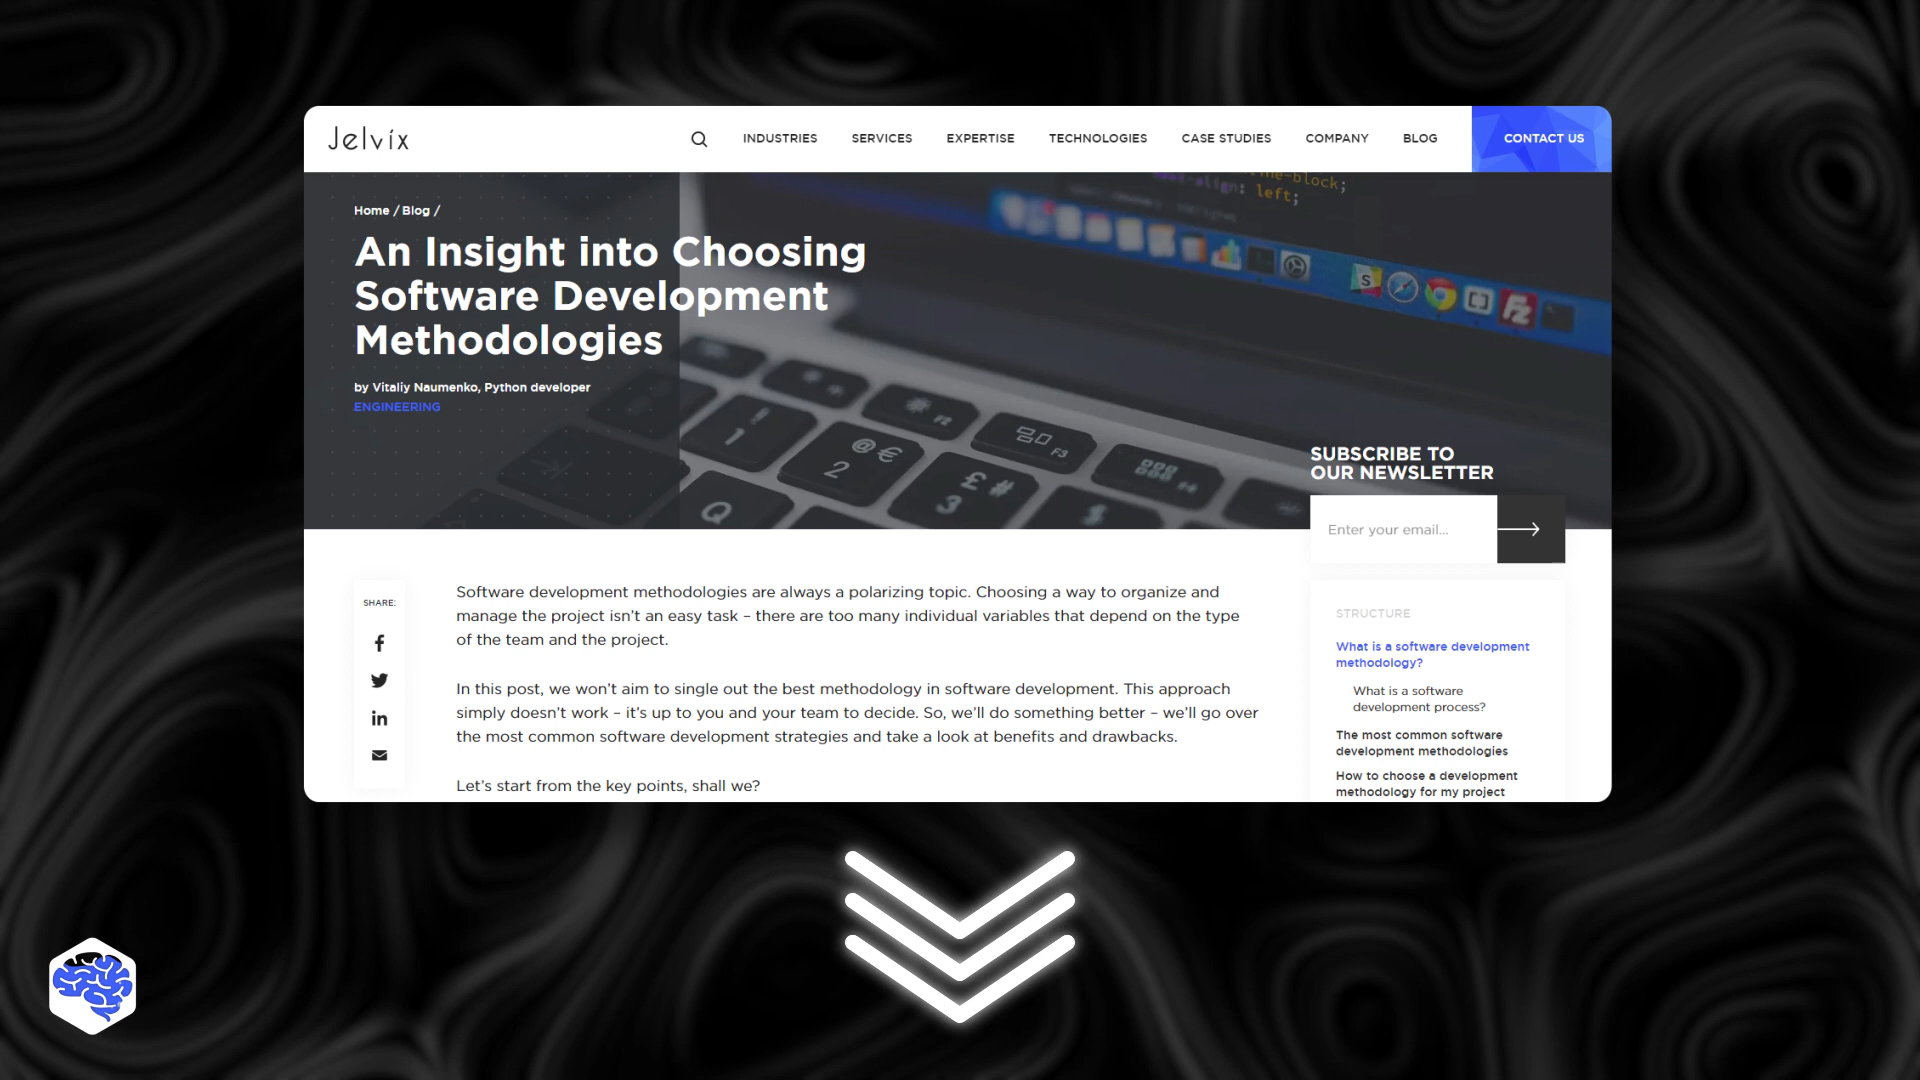 Jelvix
INDUSTRIES
SERVICES
EXPERTISE
TECHNOLOGIES
CASE STUDIES
COMPANY
BLOG
CONTACT US
Home / Blog /
An Insight into Choosing
Software Development
Methodologies
by Vitaliy Naumenko, Python developer
ENGINEERING
left;
SUBSCRIBE TO
OUR NEWSLETTER
Enter your email...
SHARE:
Software development methodologies are always a polarizing topic. Choosing a way to organize and
manage the project isn't an easy task – there are too many individual variables that depend on the type
of the team and the project.
In this post, we won't aim to single out the best methodology in software development. This approach
simply doesn't work – it's up to you and your team to decide. So, we'll do something better – we'll go over
the most common software development strategies and take a look at benefits and drawbacks.
Let's start from the key points, shall we?
STRUCTURE
What is a software development
methodology?
What is a software
development process?
The most common software
development methodologies
How to choose a development
methodology for my project